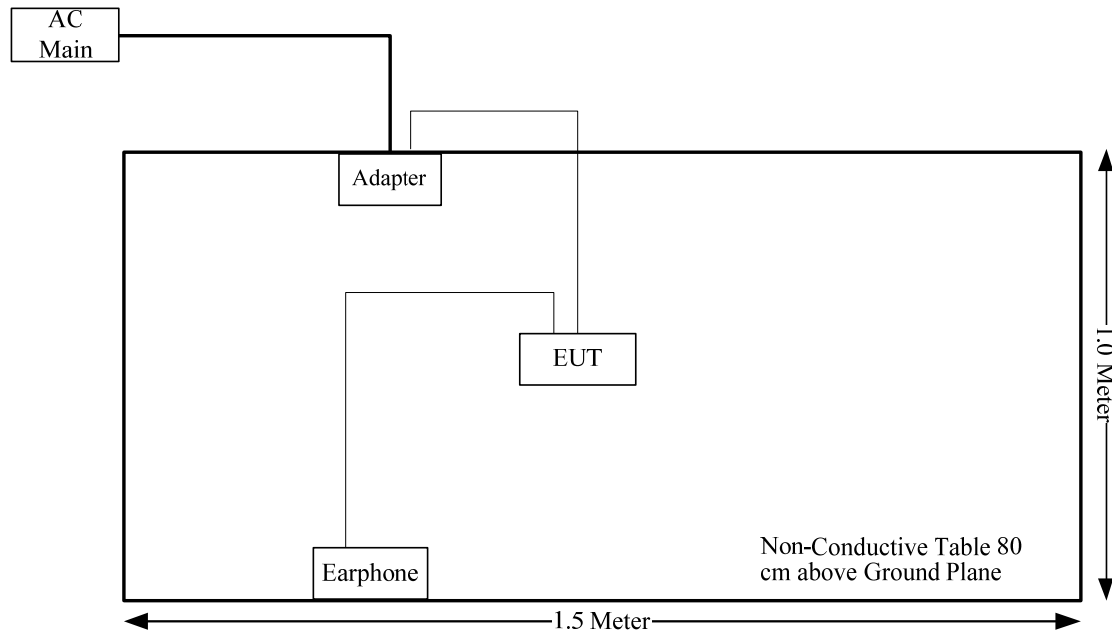 AC
Main
Adapter
EUT
1.0 Meter
Earphone
Non-Conductive Table 80
cm above Ground Plane
1.5 Meter